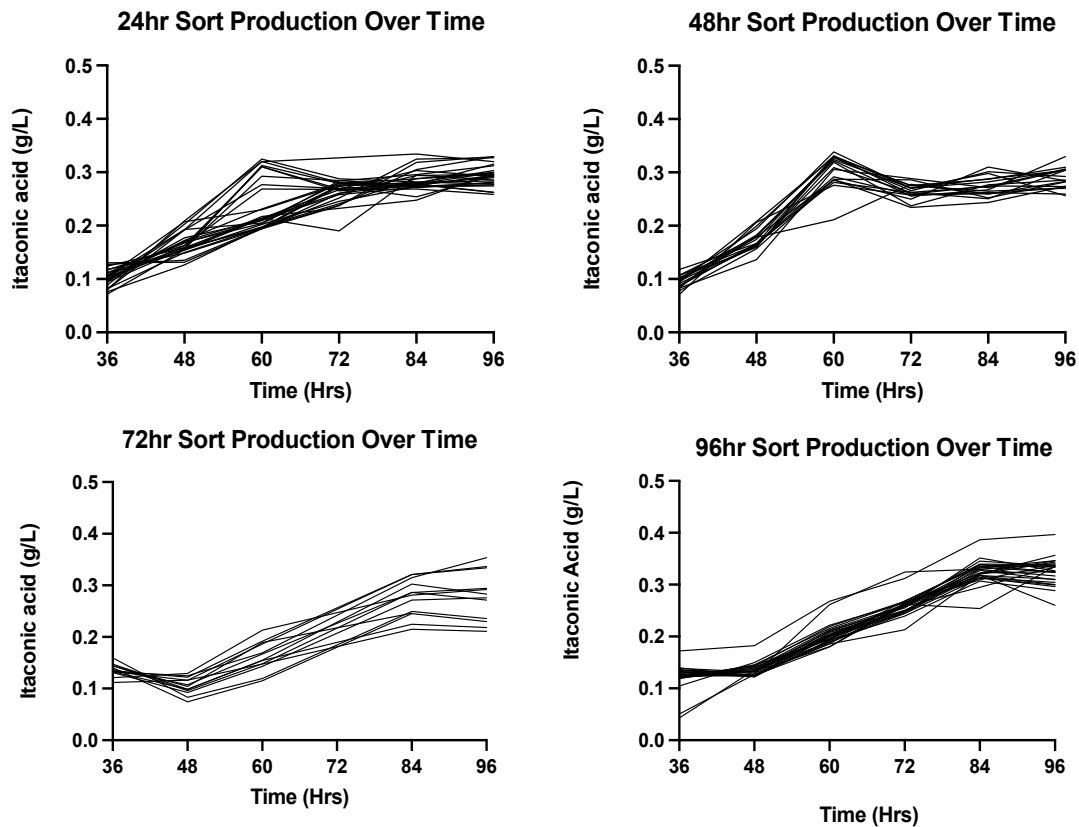 24hr Sort Production Over Time
itaconic acid (g/L)
0.5
0.4
0.3
0.2
0.1
0.0
36 48 60 72 84 96
Time (Hrs)
48hr Sort Production Over Time
Itaconic acid (g/L)
0.5
0.4
0.3
0.2
0.1
0.0
36 48 60 72 84 96
Time (Hrs)
72hr Sort Production Over Time
Itaconic acid (g/L)
0.5
0.4
0.3
0.2
0.1
0.0
36 48 60 72 84 96
Time (Hrs)
96hr Sort Production Over Time
Itaconic Acid (g/L)
0.5
0.4
0.3
0.2
0.1
0.0
36 48 60 72 84 96
Time (Hrs)